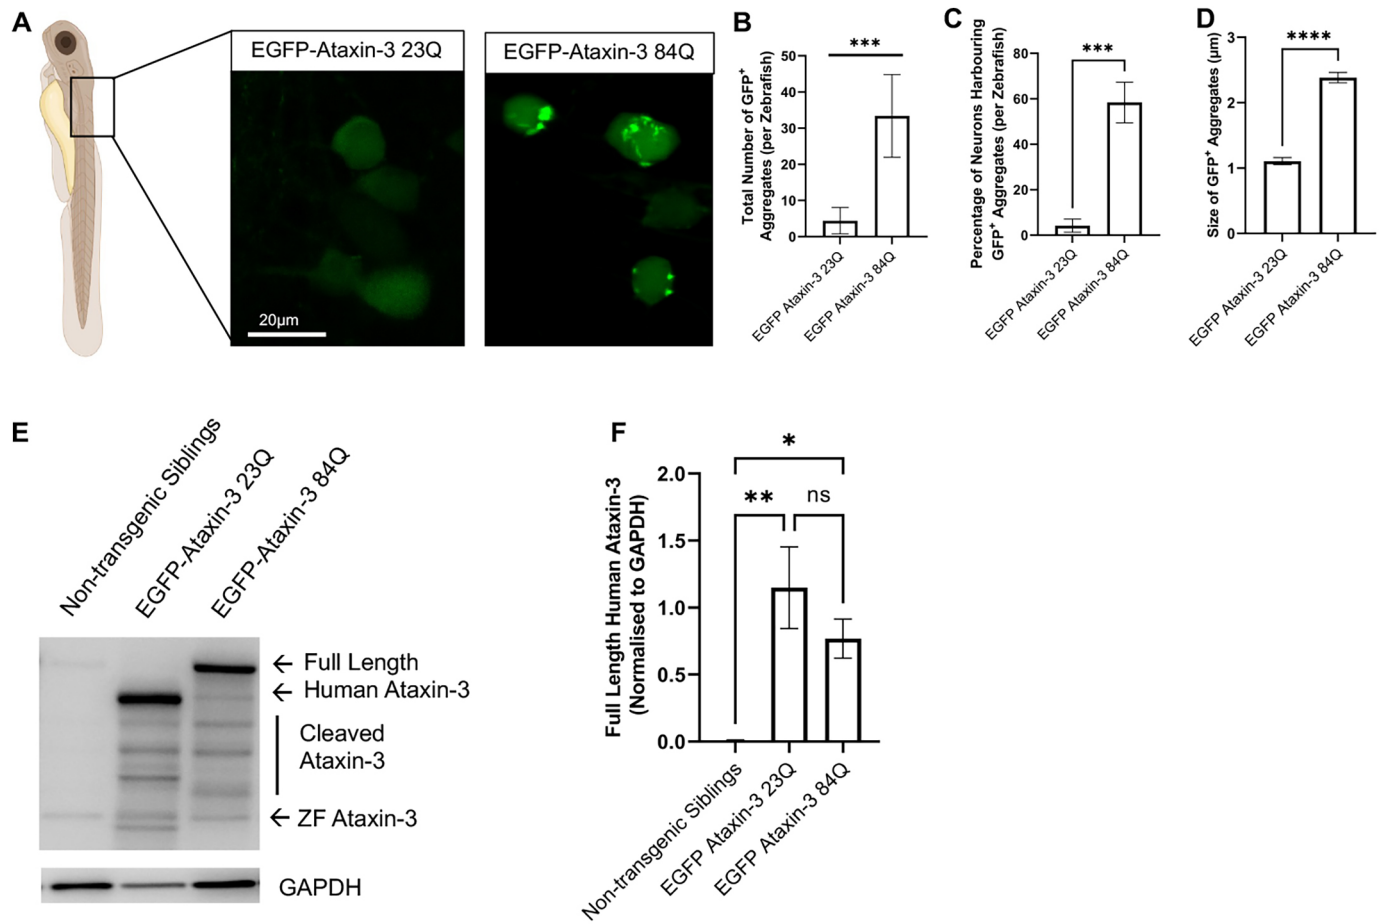 A
EGFP-Ataxin-3 23Q
EGFP-Ataxin-3 84Q
20µm
B
Total Number of GFP+
Aggregates (per Zebrafish)
50
40
30
20
10
0
***
EGFP Ataxin-3 23Q
EGFP Ataxin-3 84Q
C
Percentage of Neurons Harbouring
GFP+ Aggregates (per Zebrafish)
80
60
40
20
0
***
EGFP Ataxin-3 23Q
EGFP Ataxin-3 84Q
D
Size of GFP+ Aggregates (µm)
3
2
1
0
****
EGFP Ataxin-3 23Q
EGFP Ataxin-3 84Q
E
Non-transgenic Siblings
EGFP-Ataxin-3 23Q
EGFP-Ataxin-3 84Q
← Full Length
← Human Ataxin-3
Cleaved
Ataxin-3
← ZF Ataxin-3
GAPDH
F
Full Length Human Ataxin-3
(Normalised to GAPDH)
2.0
1.5
1.0
0.5
0.0
*
**
ns
Non-transgenic Siblings
EGFP Ataxin-3 23Q
EGFP Ataxin-3 84Q